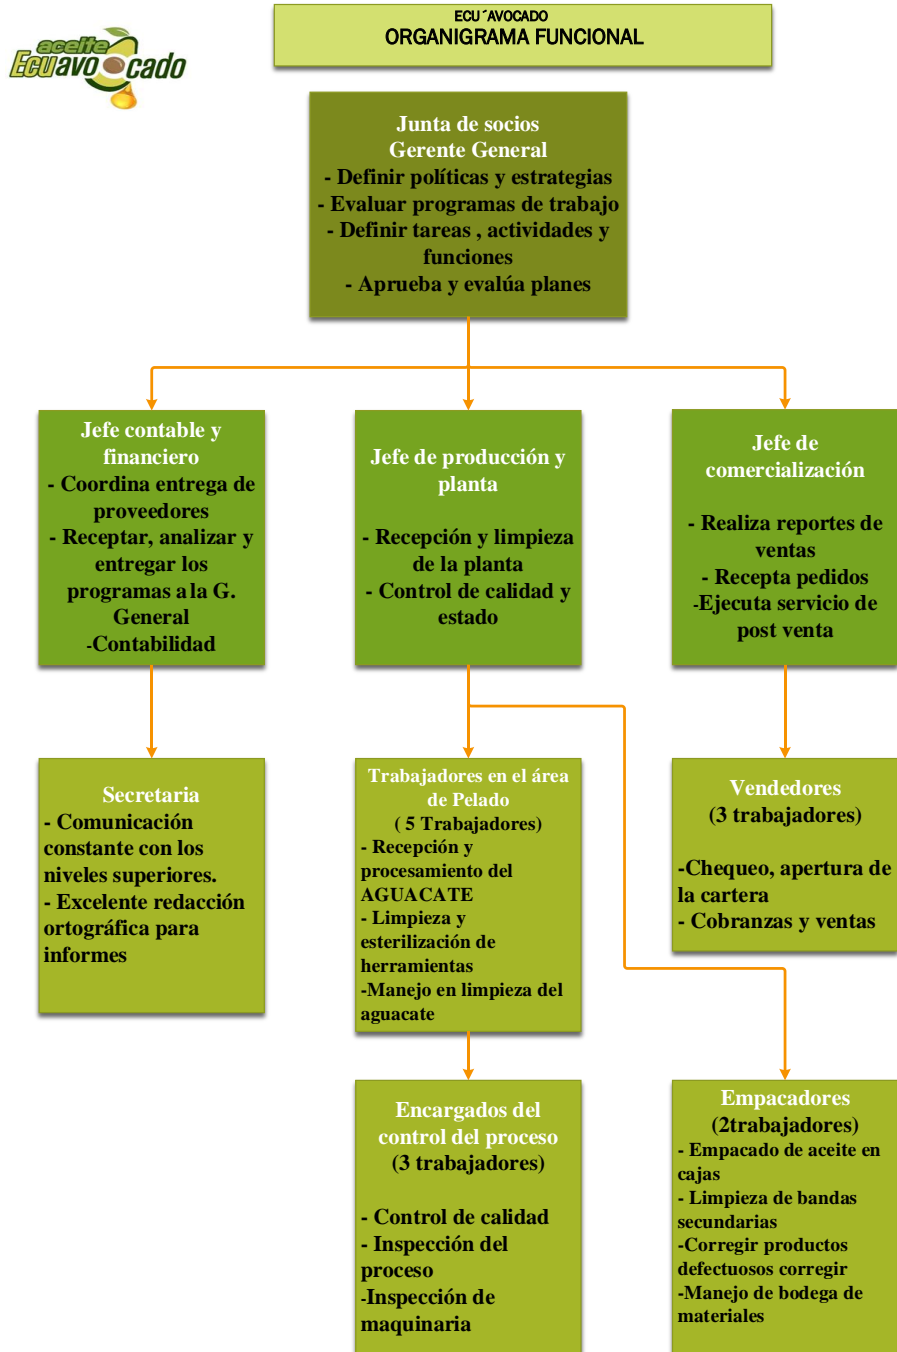 aceite
Ecuavocado
ECU´AVOCADO
ORGANIGRAMA FUNCIONAL
Junta de socios
Gerente General
- Definir políticas y estrategias
- Evaluar programas de trabajo
- Definir tareas , actividades y
funciones
- Aprueba y evalúa planes
Jefe contable y
financiero
- Coordina entrega de
proveedores
- Receptar, analizar y
entregar los
programas a la G.
General
-Contabilidad
Jefe de producción y
planta
- Recepción y limpieza
de la planta
- Control de calidad y
estado
Jefe de
comercialización
- Realiza reportes de
ventas
- Recepta pedidos
-Ejecuta servicio de
post venta
Secretaria
- Comunicación
constante con los
niveles superiores.
- Excelente redacción
ortográfica para
informes
Trabajadores en el área
de Pelado
( 5 Trabajadores)
- Recepción y
procesamiento del
AGUACATE
- Limpieza y
esterilización de
herramientas
-Manejo en limpieza del
aguacate
Vendedores
(3 trabajadores)
-Chequeo, apertura de
la cartera
- Cobranzas y ventas
Encargados del
control del proceso
(3 trabajadores)
- Control de calidad
- Inspección del
proceso
-Inspección de
maquinaria
Empacadores
(2trabajadores)
- Empacado de aceite en
cajas
- Limpieza de bandas
secundarias
-Corregir productos
defectuosos corregir
- Manejo de bodega de
materiales